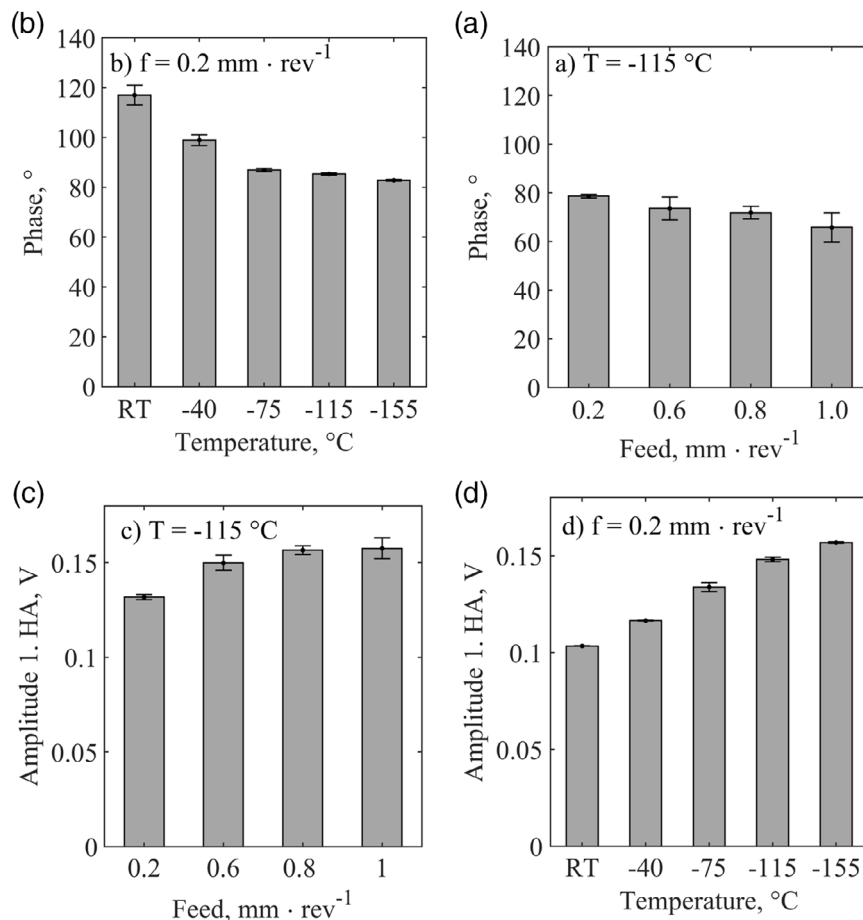 (b)
140
120
100
80
60
40
20
0
Phase, °
b) f = 0.2 mm · rev⁻¹
RT -40 -75 -115 -155
Temperature, °C
(a)
140
120
100
80
60
40
20
0
Phase, °
a) T = -115 °C
0.2 0.6 0.8 1.0
Feed, mm · rev⁻¹
(c)
0.15
0.1
0.05
0
Amplitude 1. HA, V
c) T = -115 °C
0.2 0.6 0.8 1
Feed, mm · rev⁻¹
(d)
0.15
0.1
0.05
0
Amplitude 1. HA, V
d) f = 0.2 mm · rev⁻¹
RT -40 -75 -115 -155
Temperature, °C